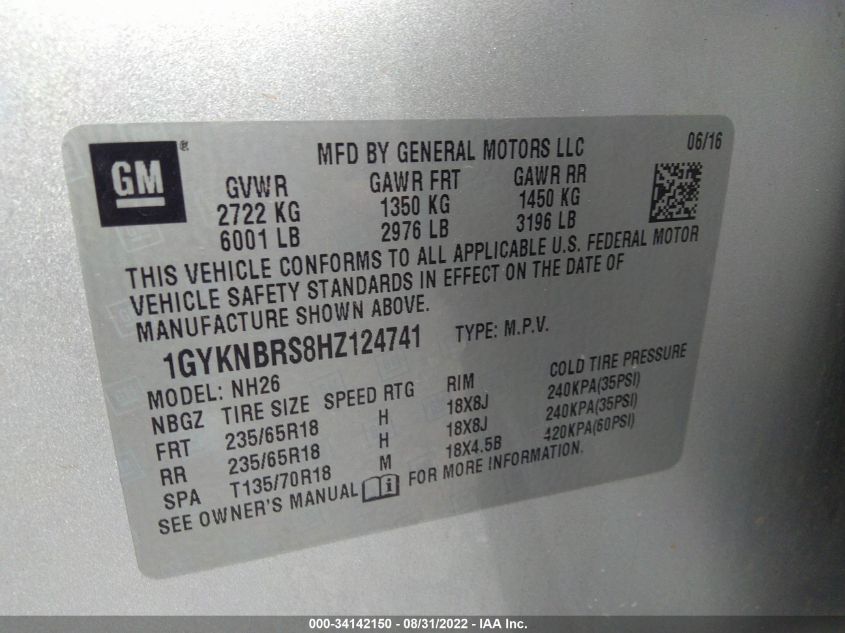 GM®
MFD BY GENERAL MOTORS LLC 06/16
GVWR GAWR FRT GAWR RR
2722 KG 1350 KG 1450 KG
6001 LB 2976 LB 3196 LB
THIS VEHICLE CONFORMS TO ALL APPLICABLE U.S. FEDERAL MOTOR
VEHICLE SAFETY STANDARDS IN EFFECT ON THE DATE OF
MANUFACTURE SHOWN ABOVE.
1GYKNBRS8HZ124741 TYPE: M.P.V.
MODEL: NH26
NBGZ TIRE SIZE SPEED RTG RIM COLD TIRE PRESSURE
FRT 235/65R18 H 18X8J 240KPA(35PSI)
RR 235/65R18 H 18X8J 240KPA(35PSI)
SPA T135/70R18 M 18X4.5B 420KPA(60PSI)
SEE OWNER'S MANUAL i FOR MORE INFORMATION.
000-34142150 - 08/31/2022 - IAA Inc.